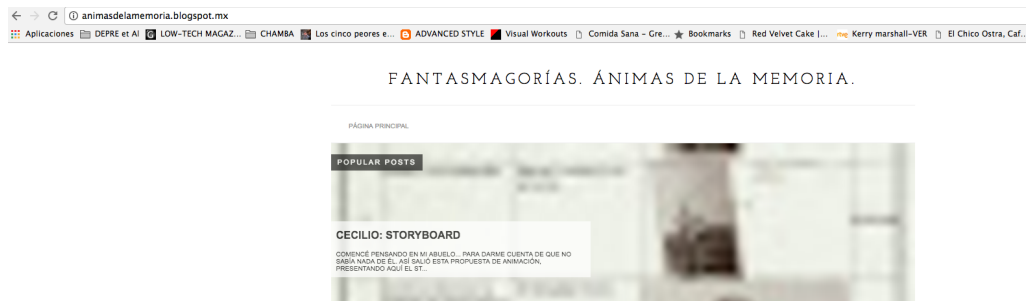 animasdelamemoria.blogspot.mx
Aplicaciones DEPRE et Al LOW-TECH MAGAZ... CHAMBA Los cinco peores e... ADVANCED STYLE Visual Workouts Comida Sana – Gre... Bookmarks Red Velvet Cake |... Kerry marshall–VER El Chico Ostra, Caf...
FANTASMAGORÍAS. ÁNIMAS DE LA MEMORIA.
PÁGINA PRINCIPAL
POPULAR POSTS
CECILIO: STORYBOARD
COMENCÉ PENSANDO EN MI ABUELO... PARA DARME CUENTA DE QUE NO
SABÍA NADA DE ÉL. ASÍ SALIÓ ESTA PROPUESTA DE ANIMACIÓN,
PRESENTANDO AQUÍ EL ST...